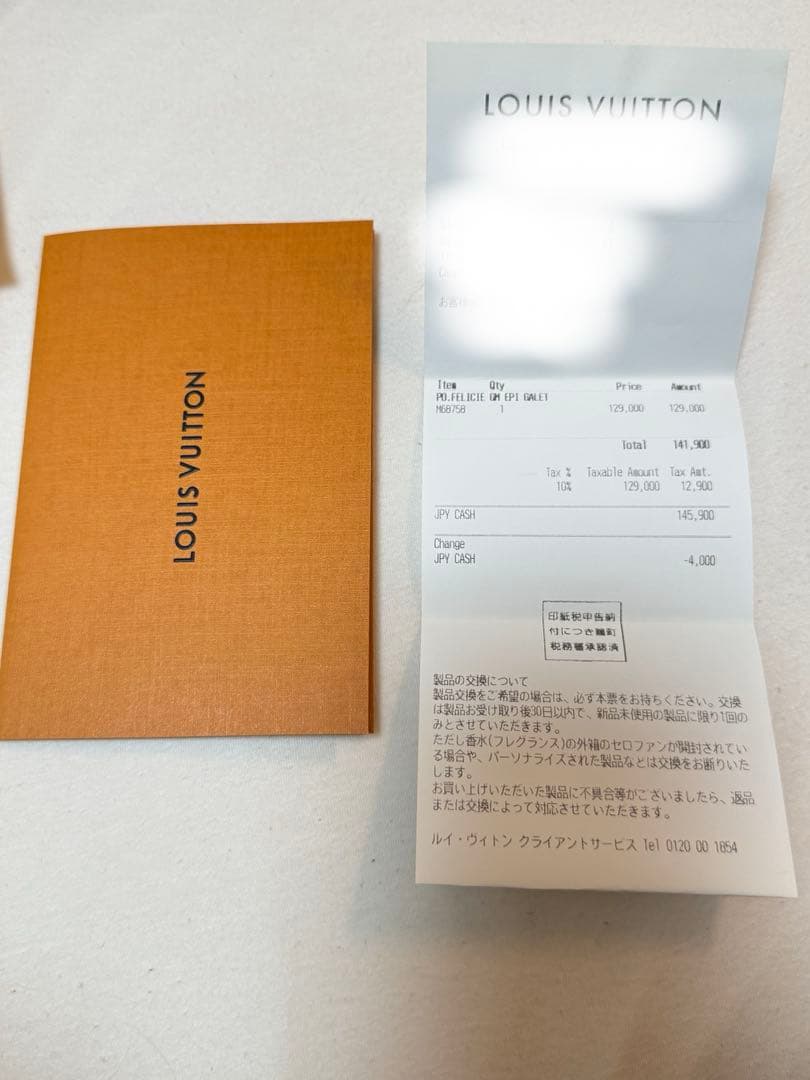 LOUIS VUITTON
LOUIS VUITTON
お客様
Item Qty Price Amount
PO.FELICIE GM EPI GALET
M68758 1 129,000 129,000
Total 141,900
Tax % Taxable Amount Tax Amt.
10% 129,000 12,900
JPY CASH 145,900
Change
JPY CASH -4,000
印紙税申告納
付につき麹町
税務署承認済
製品の交換について
製品交換をご希望の場合は、必ず本票をお持ちください。交換
は製品お受け取り後30日以内で、新品未使用の製品に限り1回の
みとさせていただきます。
ただし香水(フレグランス)の外箱のセロファンが開封されてい
る場合や、パーソナライズされた製品などは交換をお断りいた
します。
お買い上げいただいた製品に不具合等がございましたら、返品
または交換によって対応させていただきます。
ルイ・ヴィトン クライアントサービス Tel 0120 00 1854